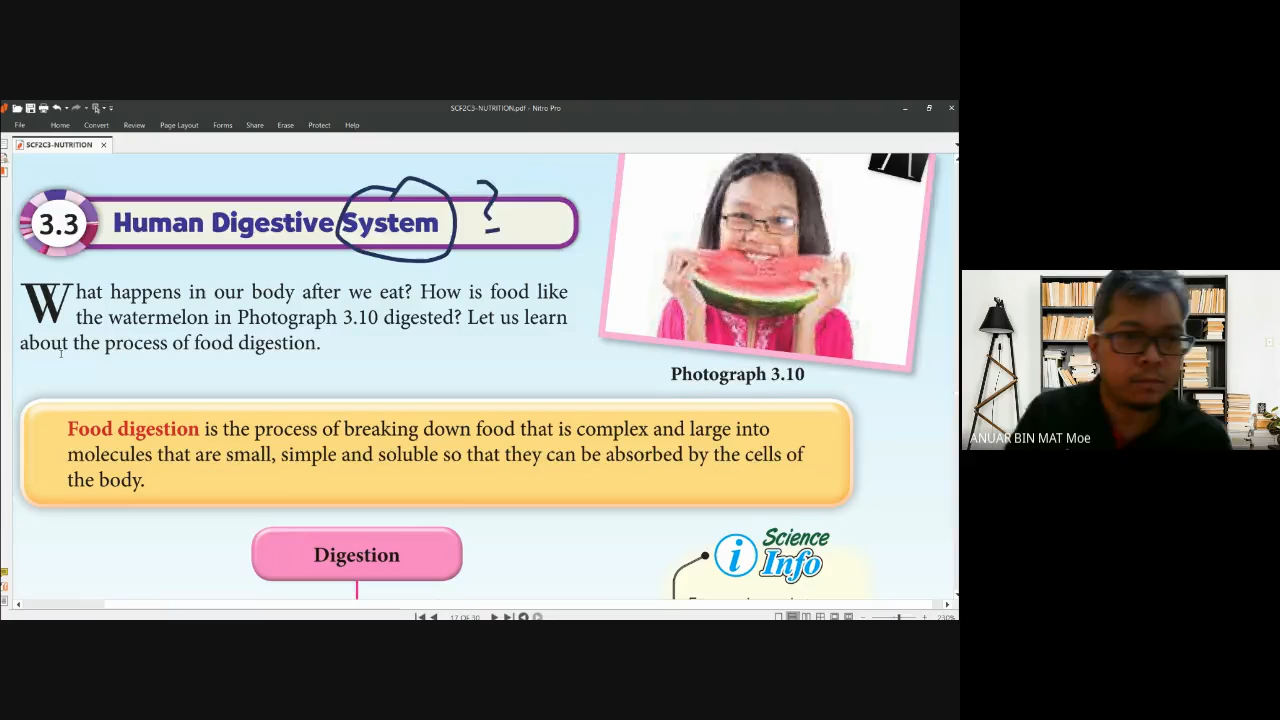 SCF2C3-NUTRITION.pdf - Nitro Pro
File Home Convert Review Page Layout Forms Share Erase Protect Help
SCF2C3-NUTRITION
3.3 Human Digestive System ?
What happens in our body after we eat? How is food like
the watermelon in Photograph 3.10 digested? Let us learn
about the process of food digestion.
Photograph 3.10
Food digestion is the process of breaking down food that is complex and large into
molecules that are small, simple and soluble so that they can be absorbed by the cells of
the body.
Digestion
i Science
Info
17 OF 30
230%
ANUAR BIN MAT Moe